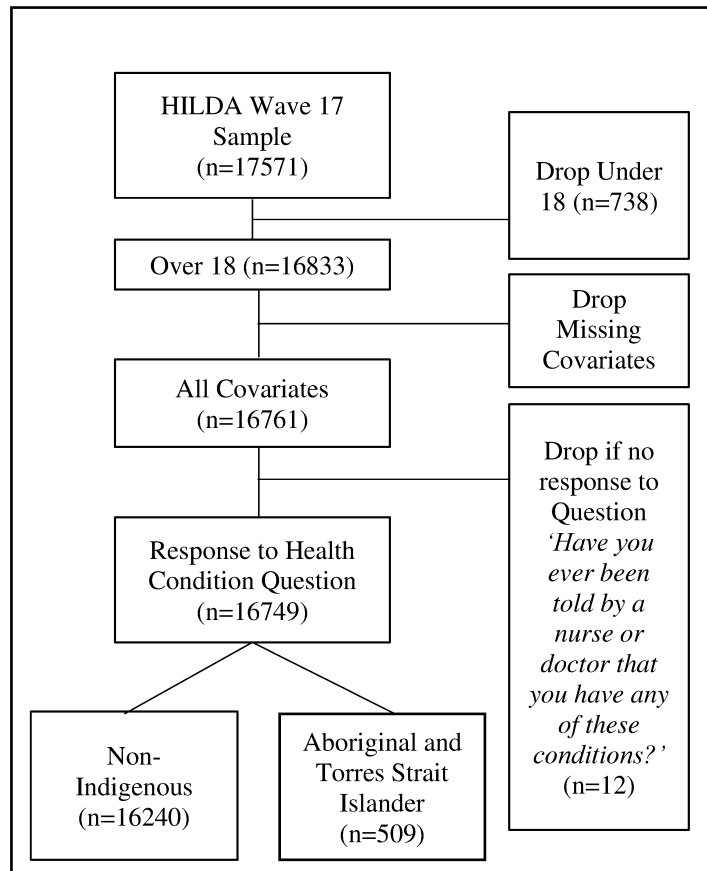 HILDA Wave 17
Sample
(n=17571)
Drop Under
18 (n=738)
Over 18 (n=16833)
Drop
Missing
Covariates
All Covariates
(n=16761)
Drop if no
response to
Question
‘Have you
ever been
told by a
nurse or
doctor that
you have any
of these
conditions?’
(n=12)
Response to Health
Condition Question
(n=16749)
Non-
Indigenous
(n=16240)
Aboriginal and
Torres Strait
Islander
(n=509)